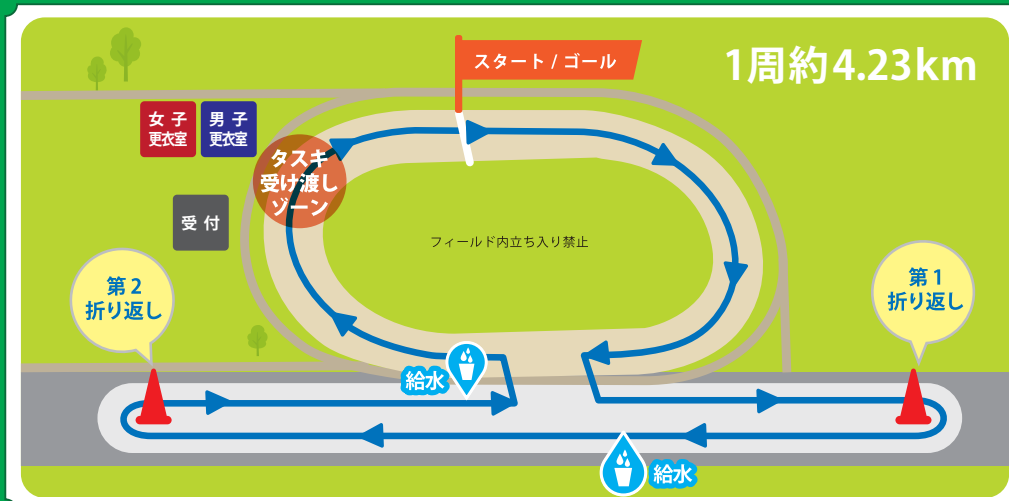 スタート / ゴール
1周約4.23km
女 子
更衣室
男 子
更衣室
タスキ
受け渡し
ゾーン
受 付
フィールド内立ち入り禁止
第2
折り返し
第1
折り返し
給水
給水